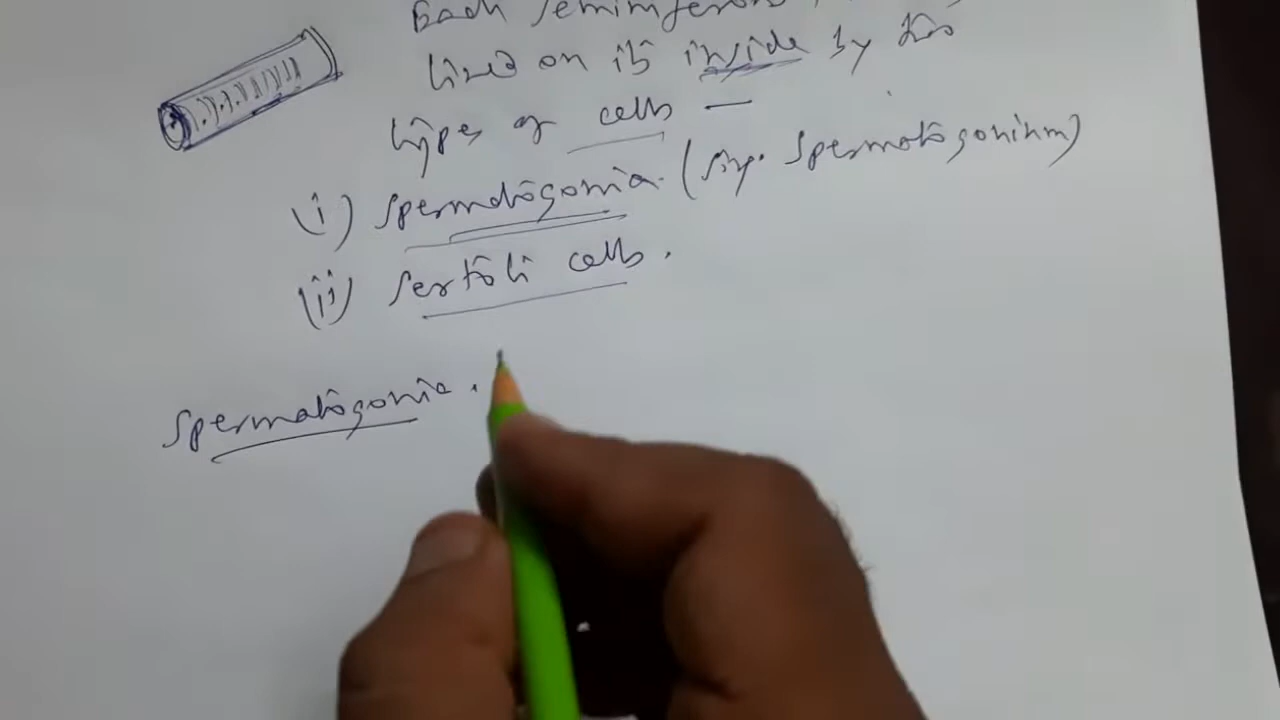 Each seminiferous
lined on its inside by two
types of cells —
(i) Spermatogonia. (sing. Spermatogonium)
(ii) Sertoli cells.
Spermatogonia.